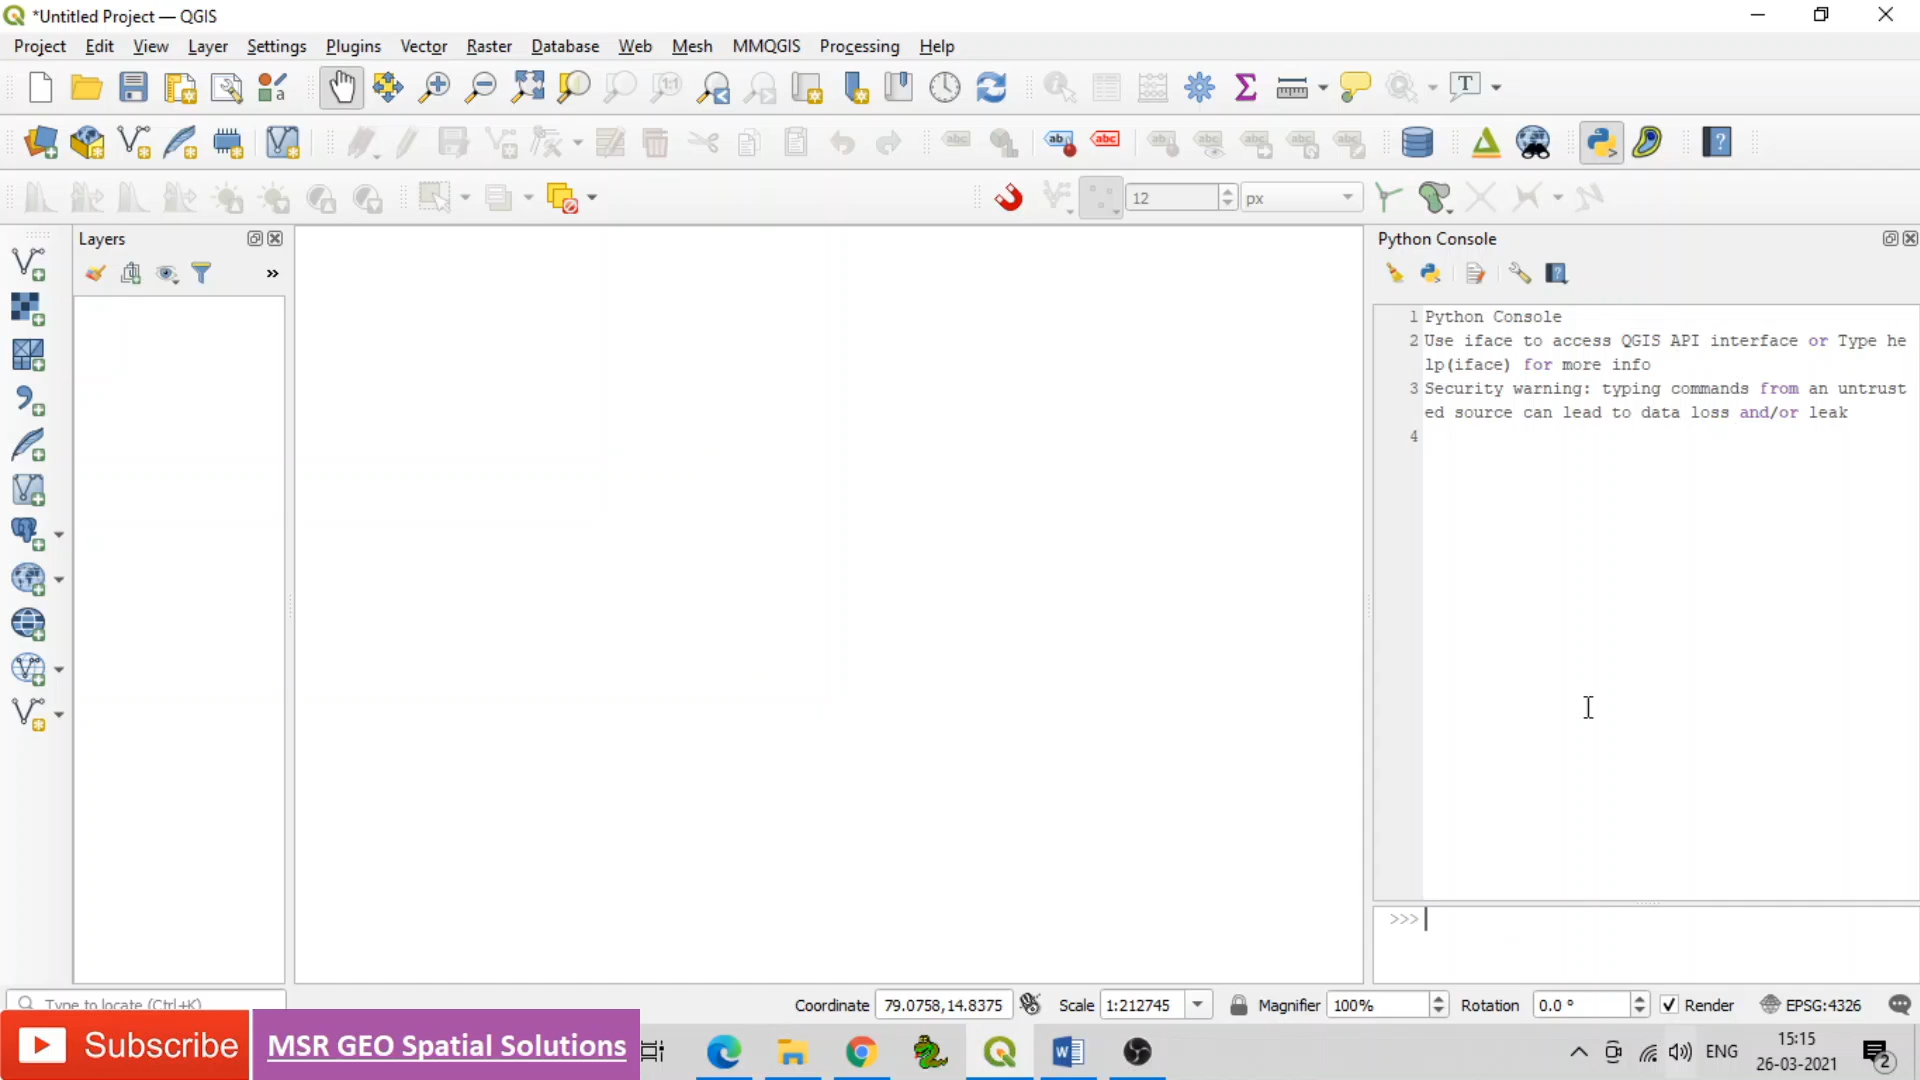 *Untitled Project — QGIS
Project Edit View Layer Settings Plugins Vector Raster Database Web Mesh MMQGIS Processing Help
12 px
Layers
Python Console
1 Python Console
2 Use iface to access QGIS API interface or Type he
lp(iface) for more info
3 Security warning: typing commands from an untrust
ed source can lead to data loss and/or leak
4
>>>
Type to locate (Ctrl+K)
Coordinate 79.0758,14.8375 Scale 1:212745 Magnifier 100% Rotation 0.0 ° Render EPSG:4326
Subscribe MSR GEO Spatial Solutions
ENG 15:15
26-03-2021
2